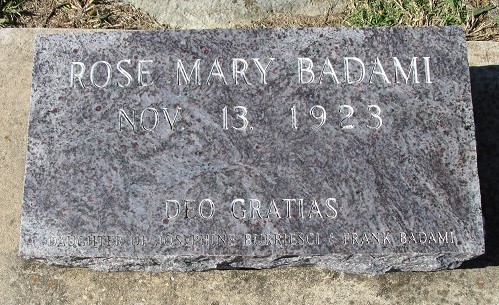 ROSE MARY BADAMI
NOV. 13, 1923
DEO GRATIAS
DAUGHTER OF JOSEPHINE & FRANK BADAMI